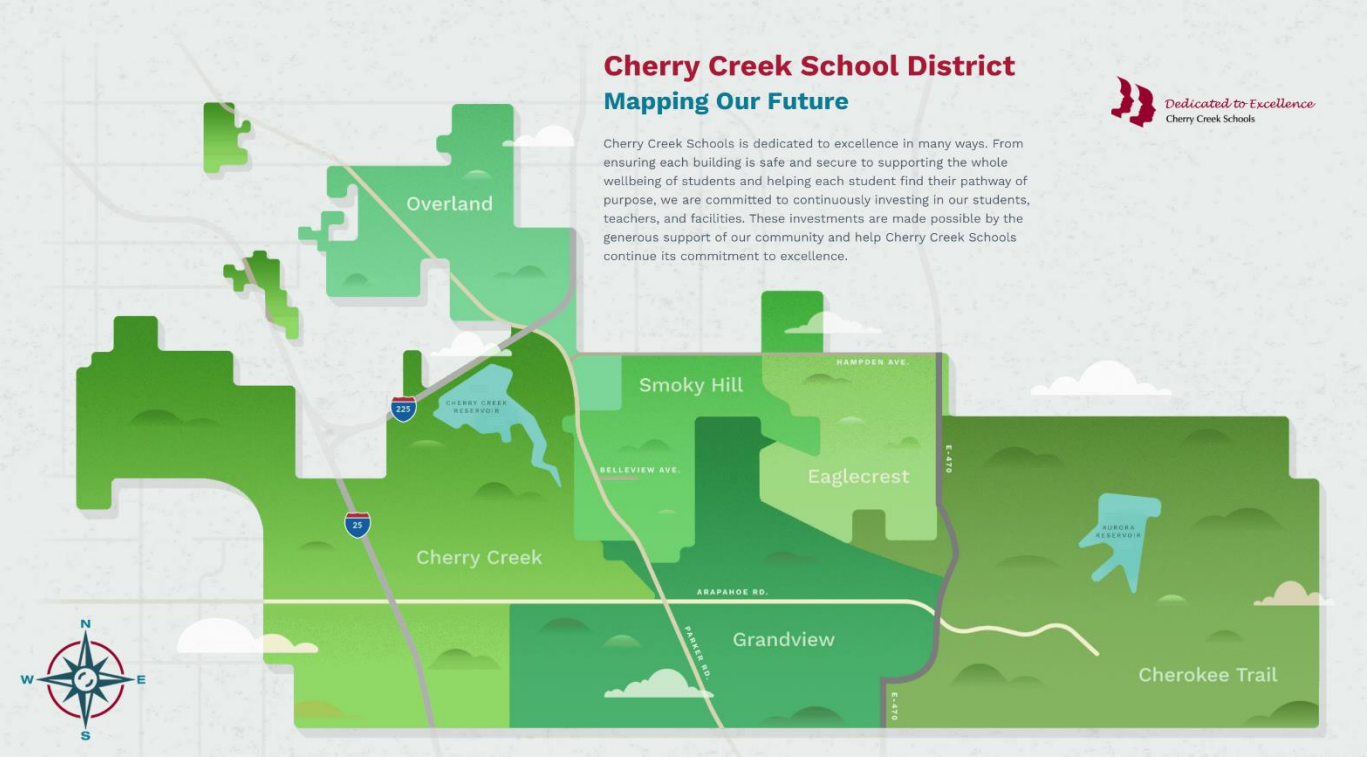 Cherry Creek School District
Mapping Our Future
Dedicated to Excellence
Cherry Creek Schools
Cherry Creek Schools is dedicated to excellence in many ways. From
ensuring each building is safe and secure to supporting the whole
wellbeing of students and helping each student find their pathway of
purpose, we are committed to continuously investing in our students,
teachers, and facilities. These investments are made possible by the
generous support of our community and help Cherry Creek Schools
continue its commitment to excellence.
Overland
HAMPDEN AVE.
Smoky Hill
225
CHERRY CREEK
RESERVOIR
E-470
BELLEVIEW AVE.
Eaglecrest
25
AURORA
RESERVOIR
Cherry Creek
ARAPAHOE RD.
Grandview
PARKER RD.
Cherokee Trail
E-470
N
W
E
S